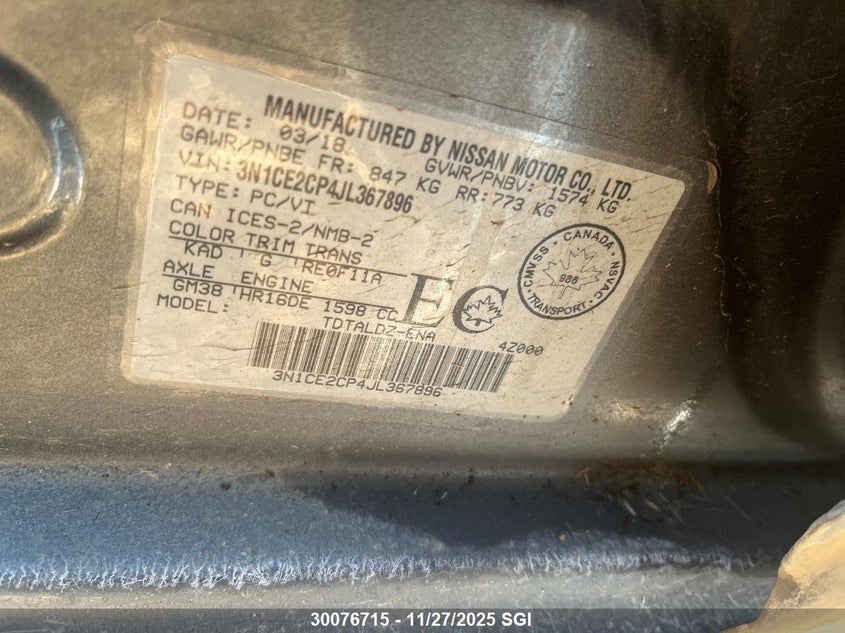 MANUFACTURED BY NISSAN MOTOR CO., LTD.
DATE: 03/18 GVWR/PNBV: 1574 KG
GAWR/PNBE FR: 847 KG RR: 773 KG
VIN: 3N1CE2CP4JL367896
TYPE: PC/VI
CAN ICES-2/NMB-2
COLOR TRIM TRANS
KAD G RE0F11A
AXLE ENGINE
GM38 HR16DE 1598 CC
MODEL: TDTALDZ-ENA
4Z000
EC
CMVSS • CANADA • NSVAC
986
TRANSPORT
3N1CE2CP4JL367896
30076715 - 11/27/2025 SGI